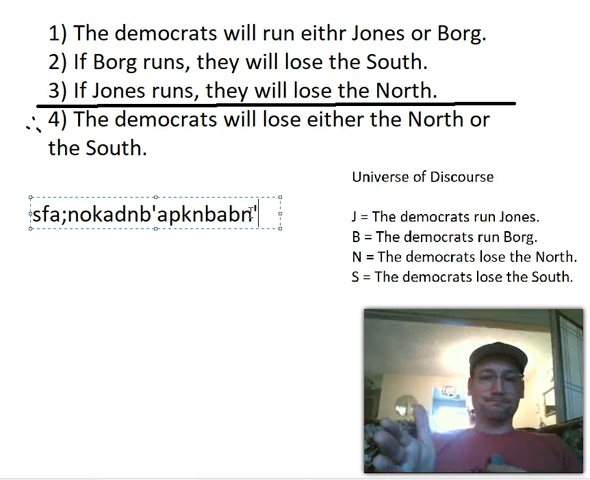 1) The democrats will run eithr Jones or Borg.
2) If Borg runs, they will lose the South.
3) If Jones runs, they will lose the North.
∴ 4) The democrats will lose either the North or
the South.
Universe of Discourse
sfa;nokadnb'apknbabn'
J = The democrats run Jones.
B = The democrats run Borg.
N = The democrats lose the North.
S = The democrats lose the South.